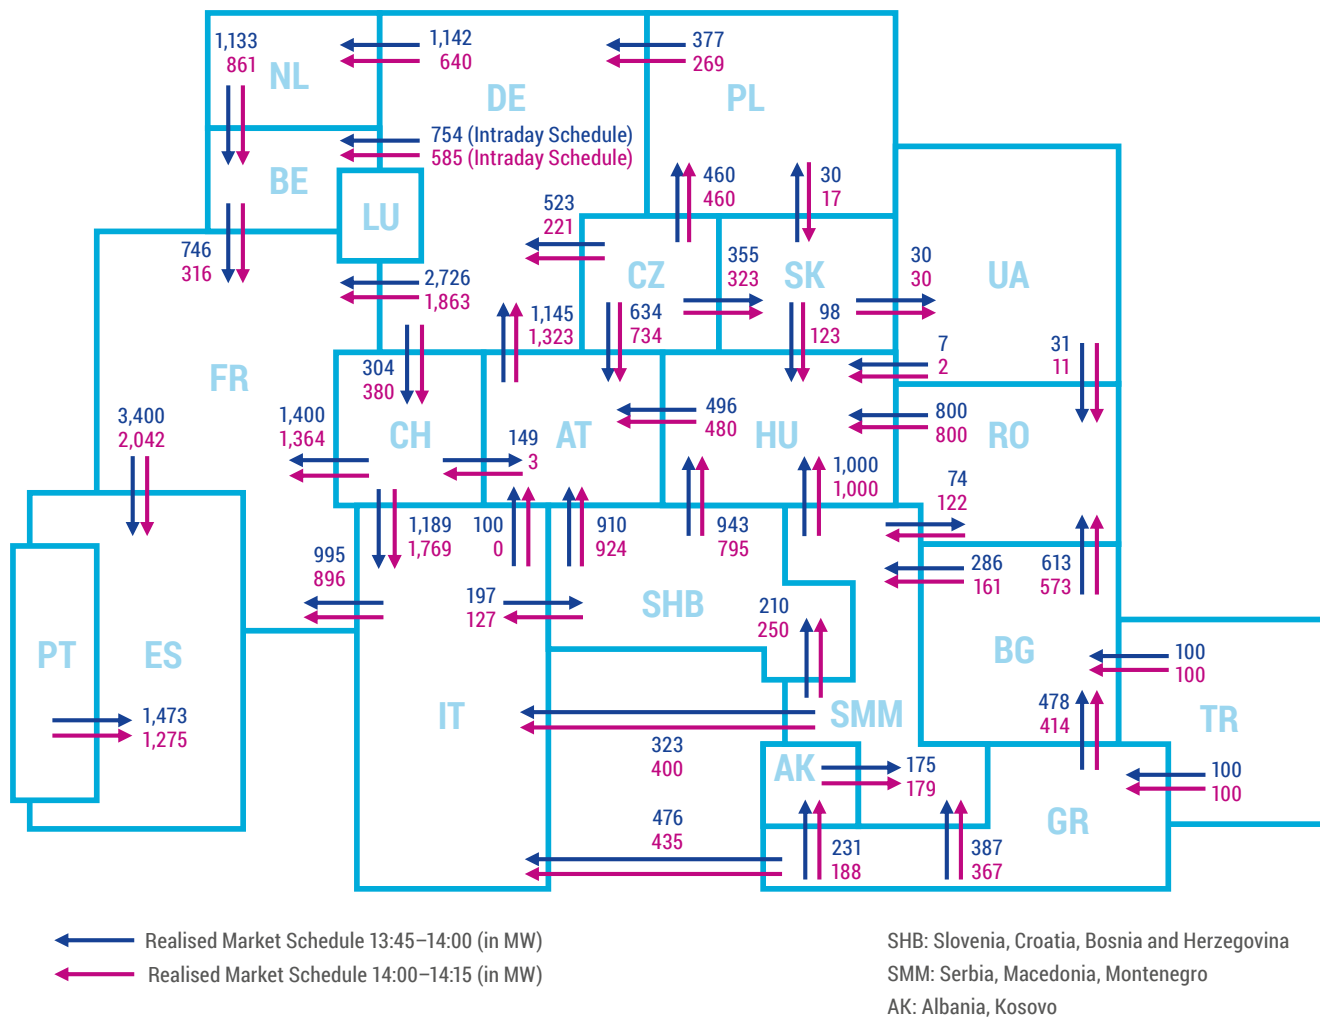 1,133
861
NL
1,142
640
DE
377
269
PL
754 (Intraday Schedule)
585 (Intraday Schedule)
BE
LU
746
316
2,726
1,863
523
221
460
460
30
17
CZ
355
323
SK
30
30
UA
1,145
1,323
634
734
98
123
7
2
31
11
FR
304
380
3,400
2,042
1,400
1,364
CH
149
3
AT
496
480
HU
800
800
RO
1,000
1,000
74
122
1,189
1,769
100
0
910
924
943
795
995
896
197
127
SHB
210
250
286
161
613
573
PT
ES
1,473
1,275
IT
BG
100
100
TR
478
414
SMM
323
400
AK
175
179
100
100
GR
476
435
231
188
387
367
Realised Market Schedule 13:45–14:00 (in MW)
Realised Market Schedule 14:00–14:15 (in MW)
SHB: Slovenia, Croatia, Bosnia and Herzegovina
SMM: Serbia, Macedonia, Montenegro
AK: Albania, Kosovo